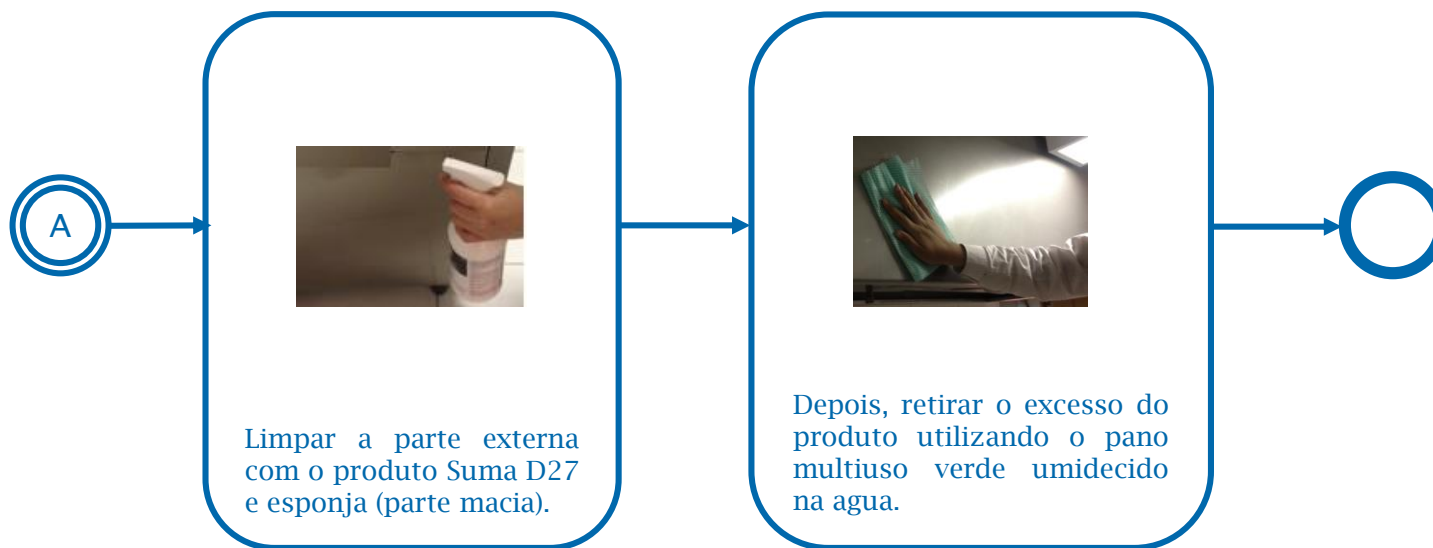 A
Limpar a parte externa
com o produto Suma D27
e esponja (parte macia).
Depois, retirar o excesso do
produto utilizando o pano
multiuso verde umidecido
na agua.